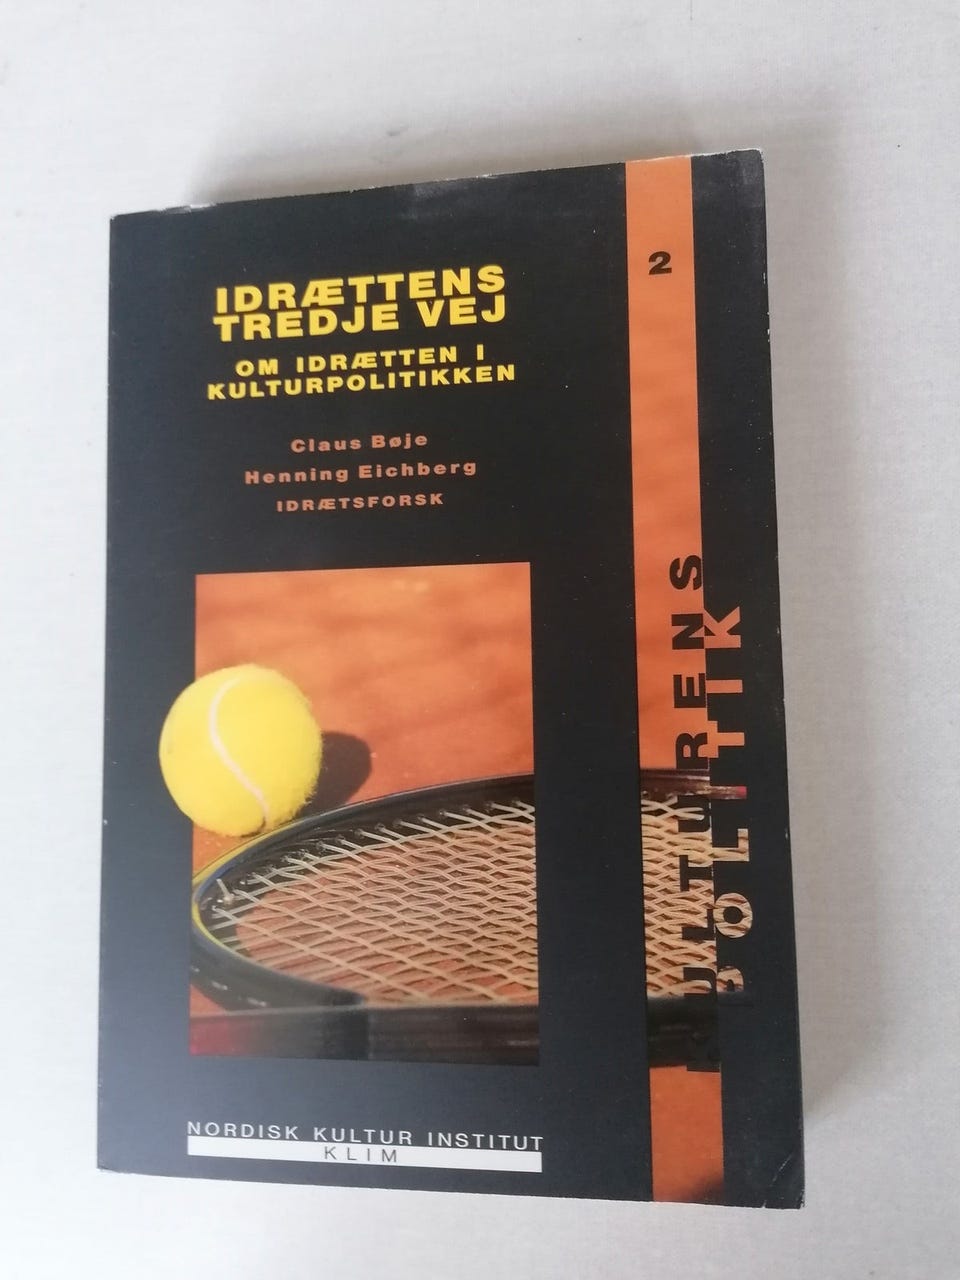 IDRÆTTENS
TREDJE VEJ
OM IDRÆTTEN I
KULTURPOLITIKKEN
Claus Bøje
Henning Eichberg
IDRÆTSFORSK
2
KULTURENS
POLITIK
NORDISK KULTUR INSTITUT
KLIM